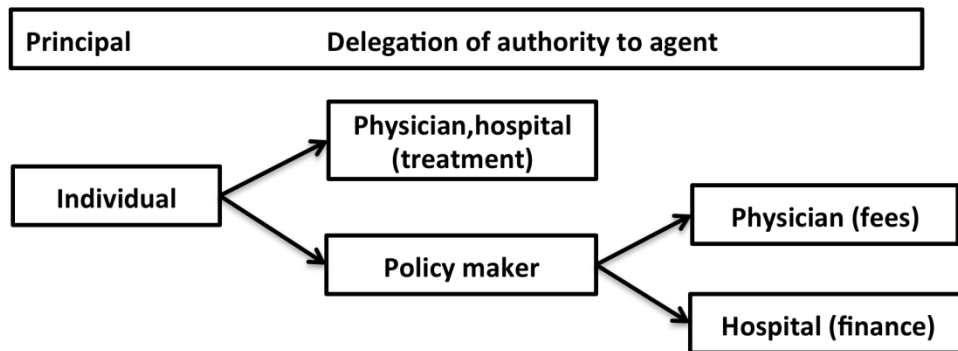 Principal Delegation of authority to agent
Physician,hospital
(treatment)
Individual
Physician (fees)
Policy maker
Hospital (finance)